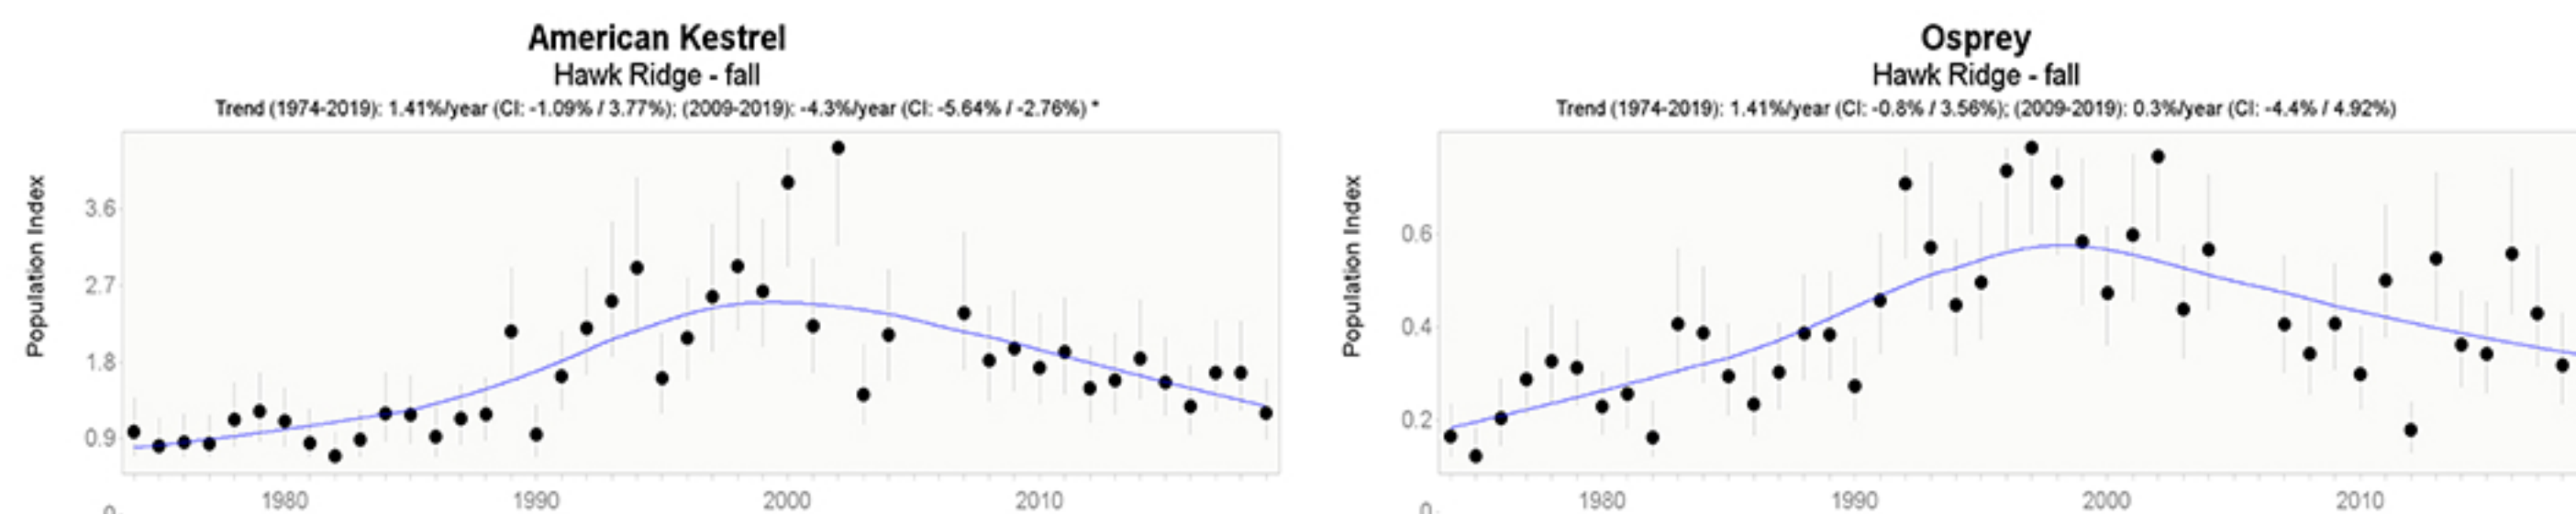 American Kestrel
Hawk Ridge - fall
Trend (1974-2019): 1.41%/year (CI: -1.09% / 3.77%); (2009-2019): -4.3%/year (CI: -5.64% / -2.76%) *
Population Index
3.6
2.7
1.8
0.9
0
1980 1990 2000 2010
Osprey
Hawk Ridge - fall
Trend (1974-2019): 1.41%/year (CI: -0.8% / 3.56%); (2009-2019): 0.3%/year (CI: -4.4% / 4.92%)
Population Index
0.6
0.4
0.2
0
1980 1990 2000 2010